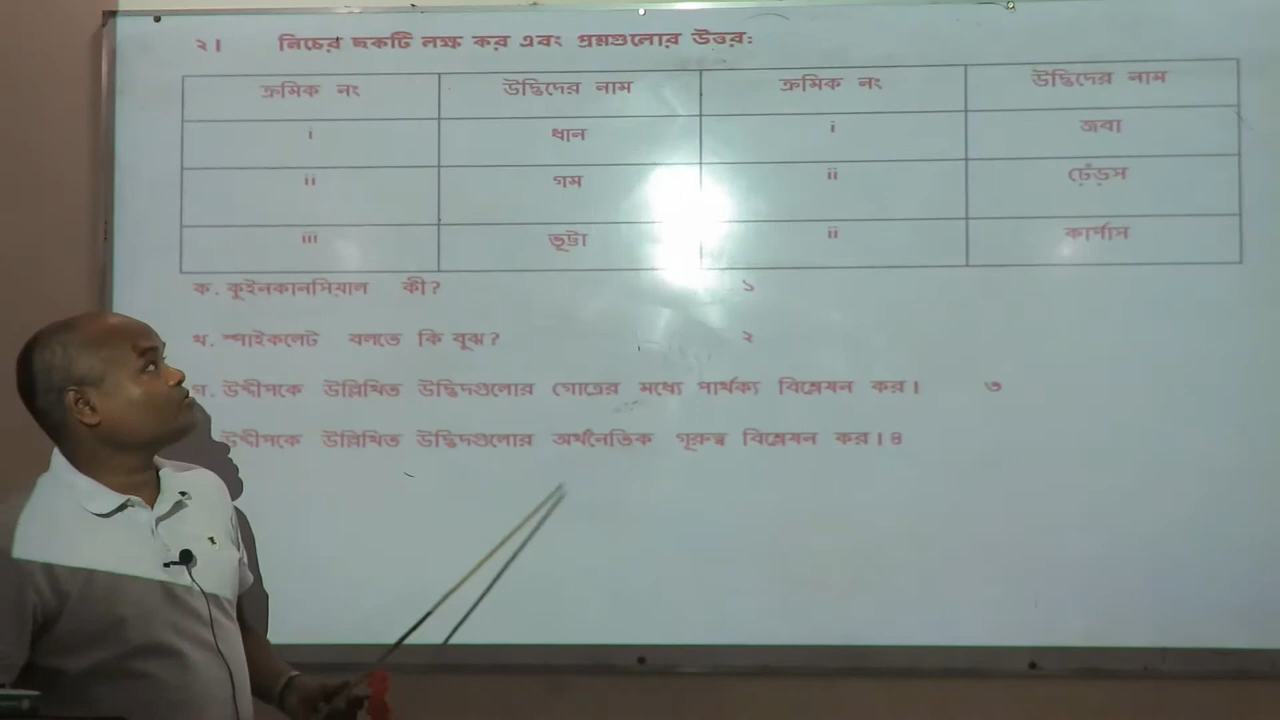 ২। নিচের ছকটি লক্ষ কর এবং প্রশ্নগুলোর উত্তর:
ক্রমিক নং উদ্ভিদের নাম ক্রমিক নং উদ্ভিদের নাম
i ধান i জবা
ii গম ii ঢেঁড়স
iii ভূট্টা ii কার্পাস
ক. কুইনকানসিয়াল কী? ১
খ. স্পাইকলেট বলতে কি বুঝ? ২
গ. উদ্দীপকে উল্লিখিত উদ্ভিদগুলোর গোত্রের মধ্যে পার্থক্য বিশ্লেষন কর। ৩
উদ্দীপকে উল্লিখিত উদ্ভিদগুলোর অর্থনৈতিক গূরুত্ব বিশ্লেষন কর। ৪